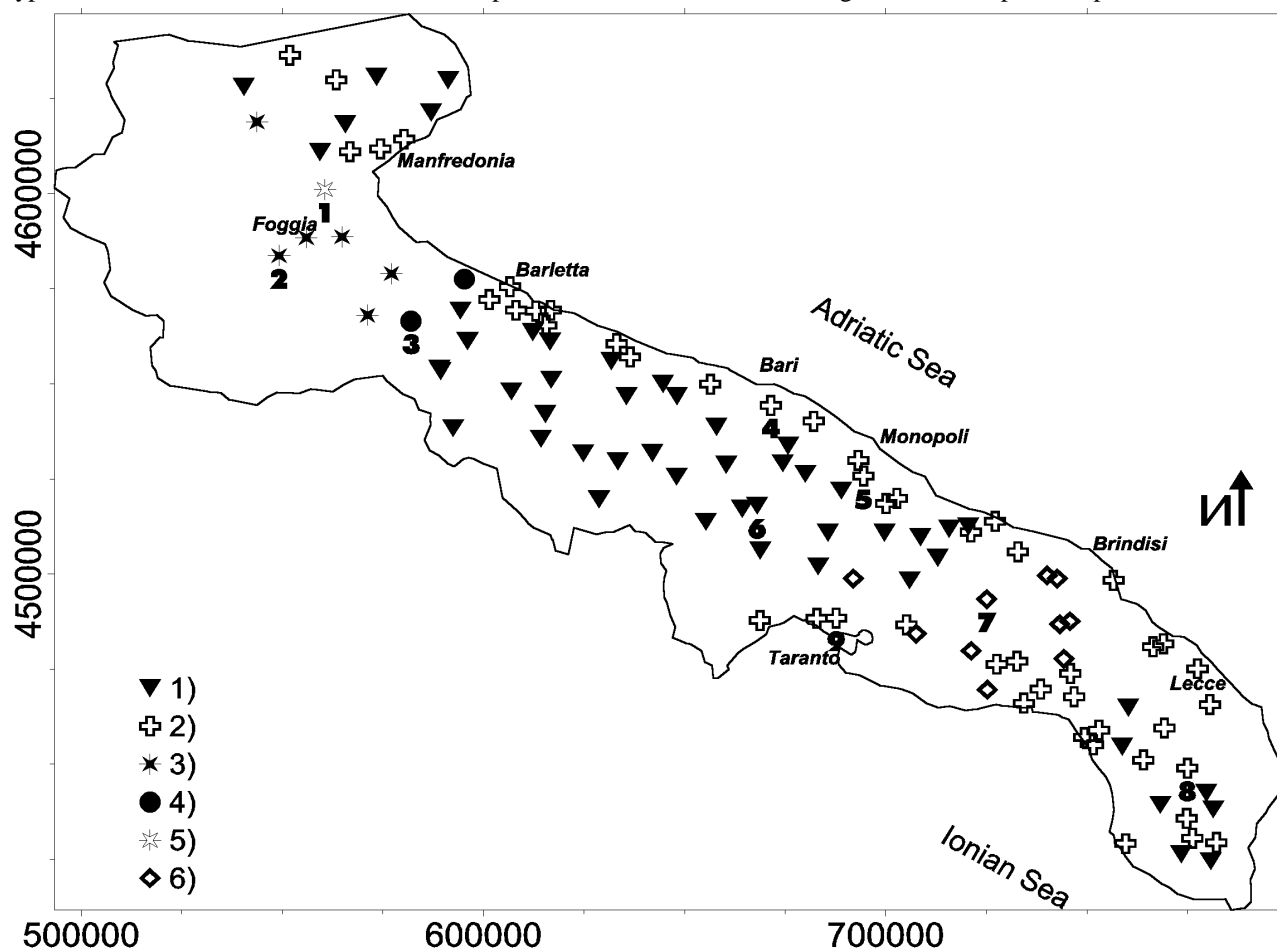 Manfredonia
4600000
Foggia
1
2
Barletta
3
Adriatic Sea
Bari
4
Monopoli
5
6
Brindisi
4500000
7
Taranto
9
Lecce
8
Ionian Sea
1)
2)
3)
4)
5)
6)
500000 600000 700000